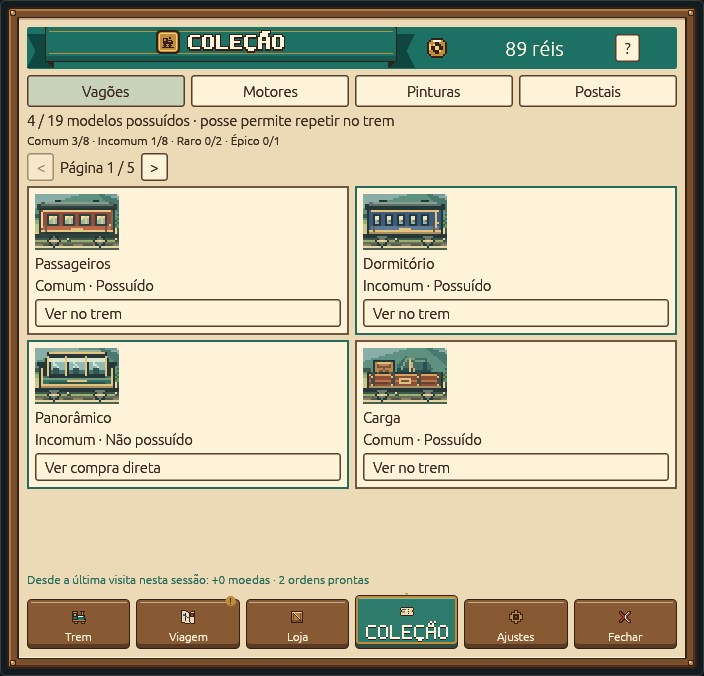 COLEÇÃO
89 réis
?
Vagões
Motores
Pinturas
Postais
4 / 19 modelos possuídos · posse permite repetir no trem
Comum 3/8 · Incomum 1/8 · Raro 0/2 · Épico 0/1
< Página 1 / 5 >
Passageiros
Comum · Possuído
Ver no trem
Dormitório
Incomum · Possuído
Ver no trem
Panorâmico
Incomum · Não possuído
Ver compra direta
Carga
Comum · Possuído
Ver no trem
Desde a última visita nesta sessão: +0 moedas · 2 ordens prontas
Trem
!
Viagem
Loja
COLEÇÃO
Ajustes
Fechar